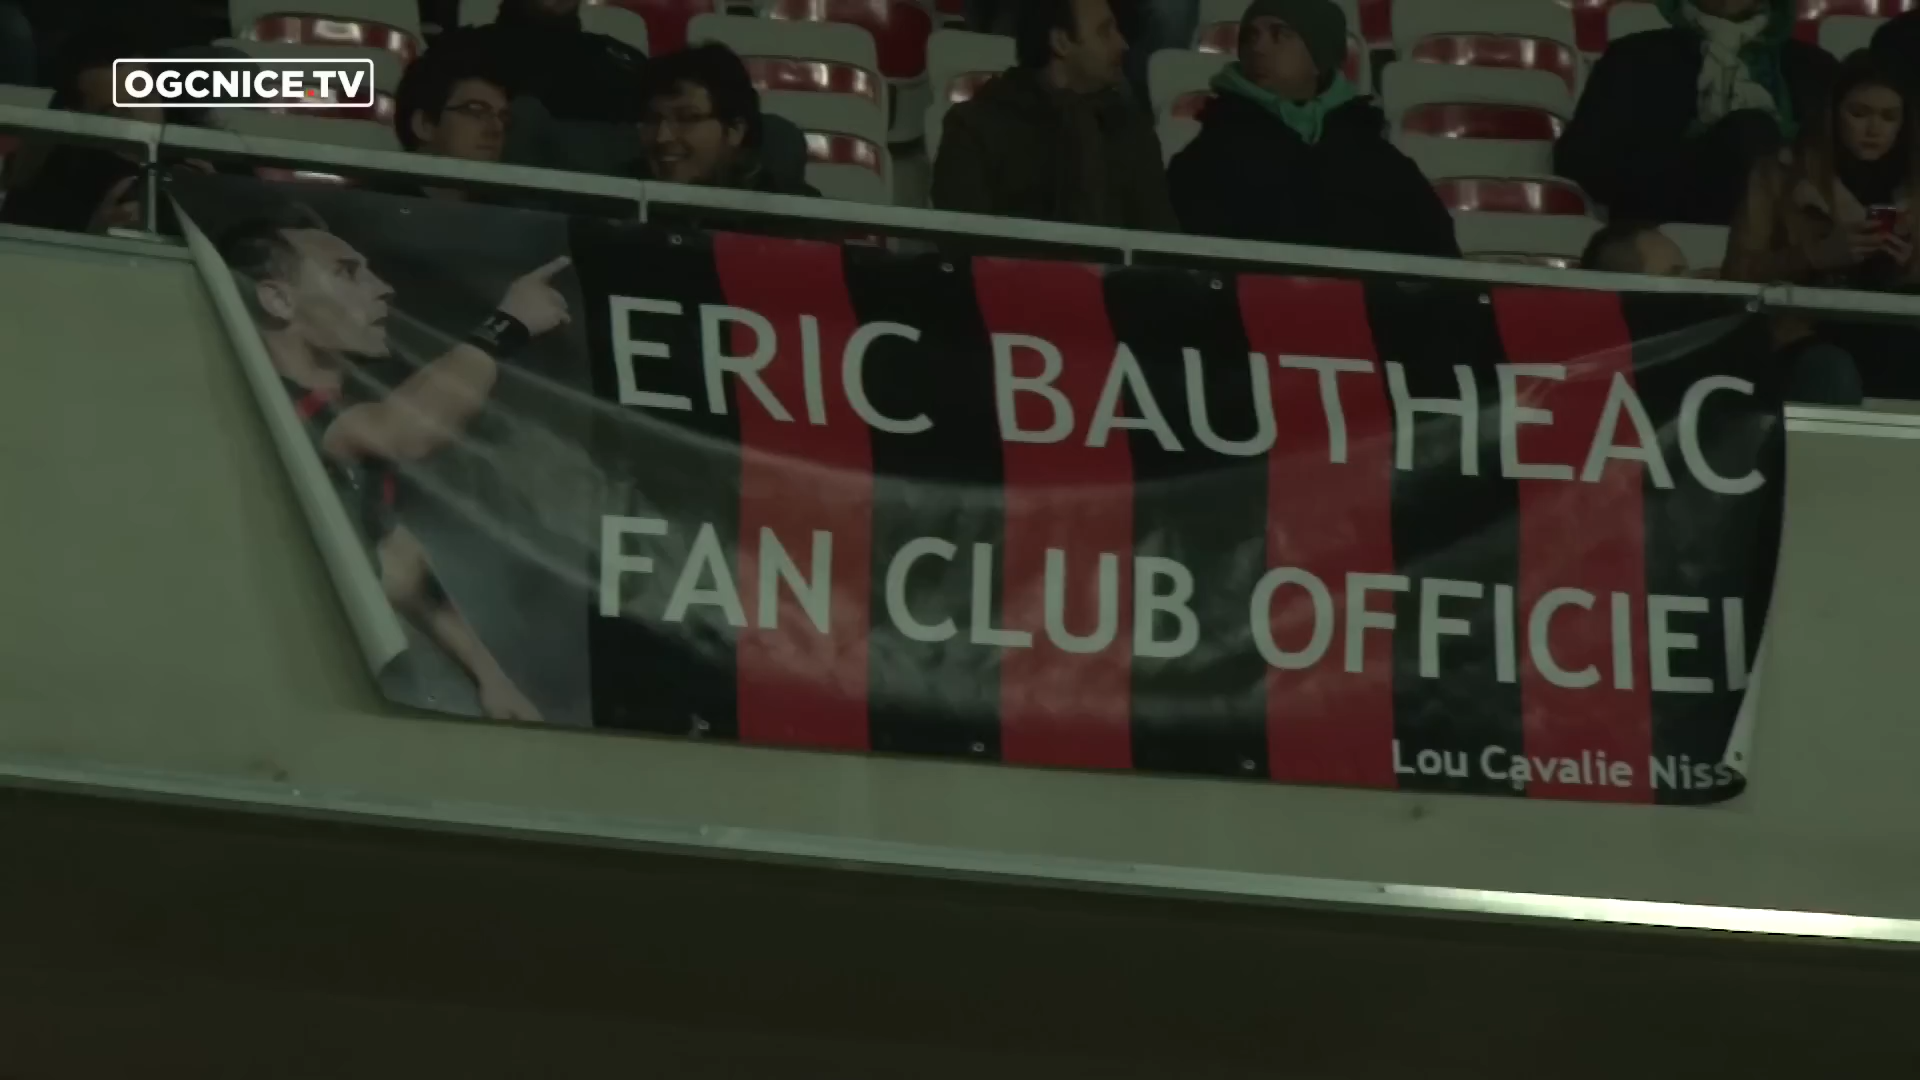 OGCNICE.TV
ERIC BAUTHEAC
FAN CLUB OFFICIEL
Lou Cavalie Niss